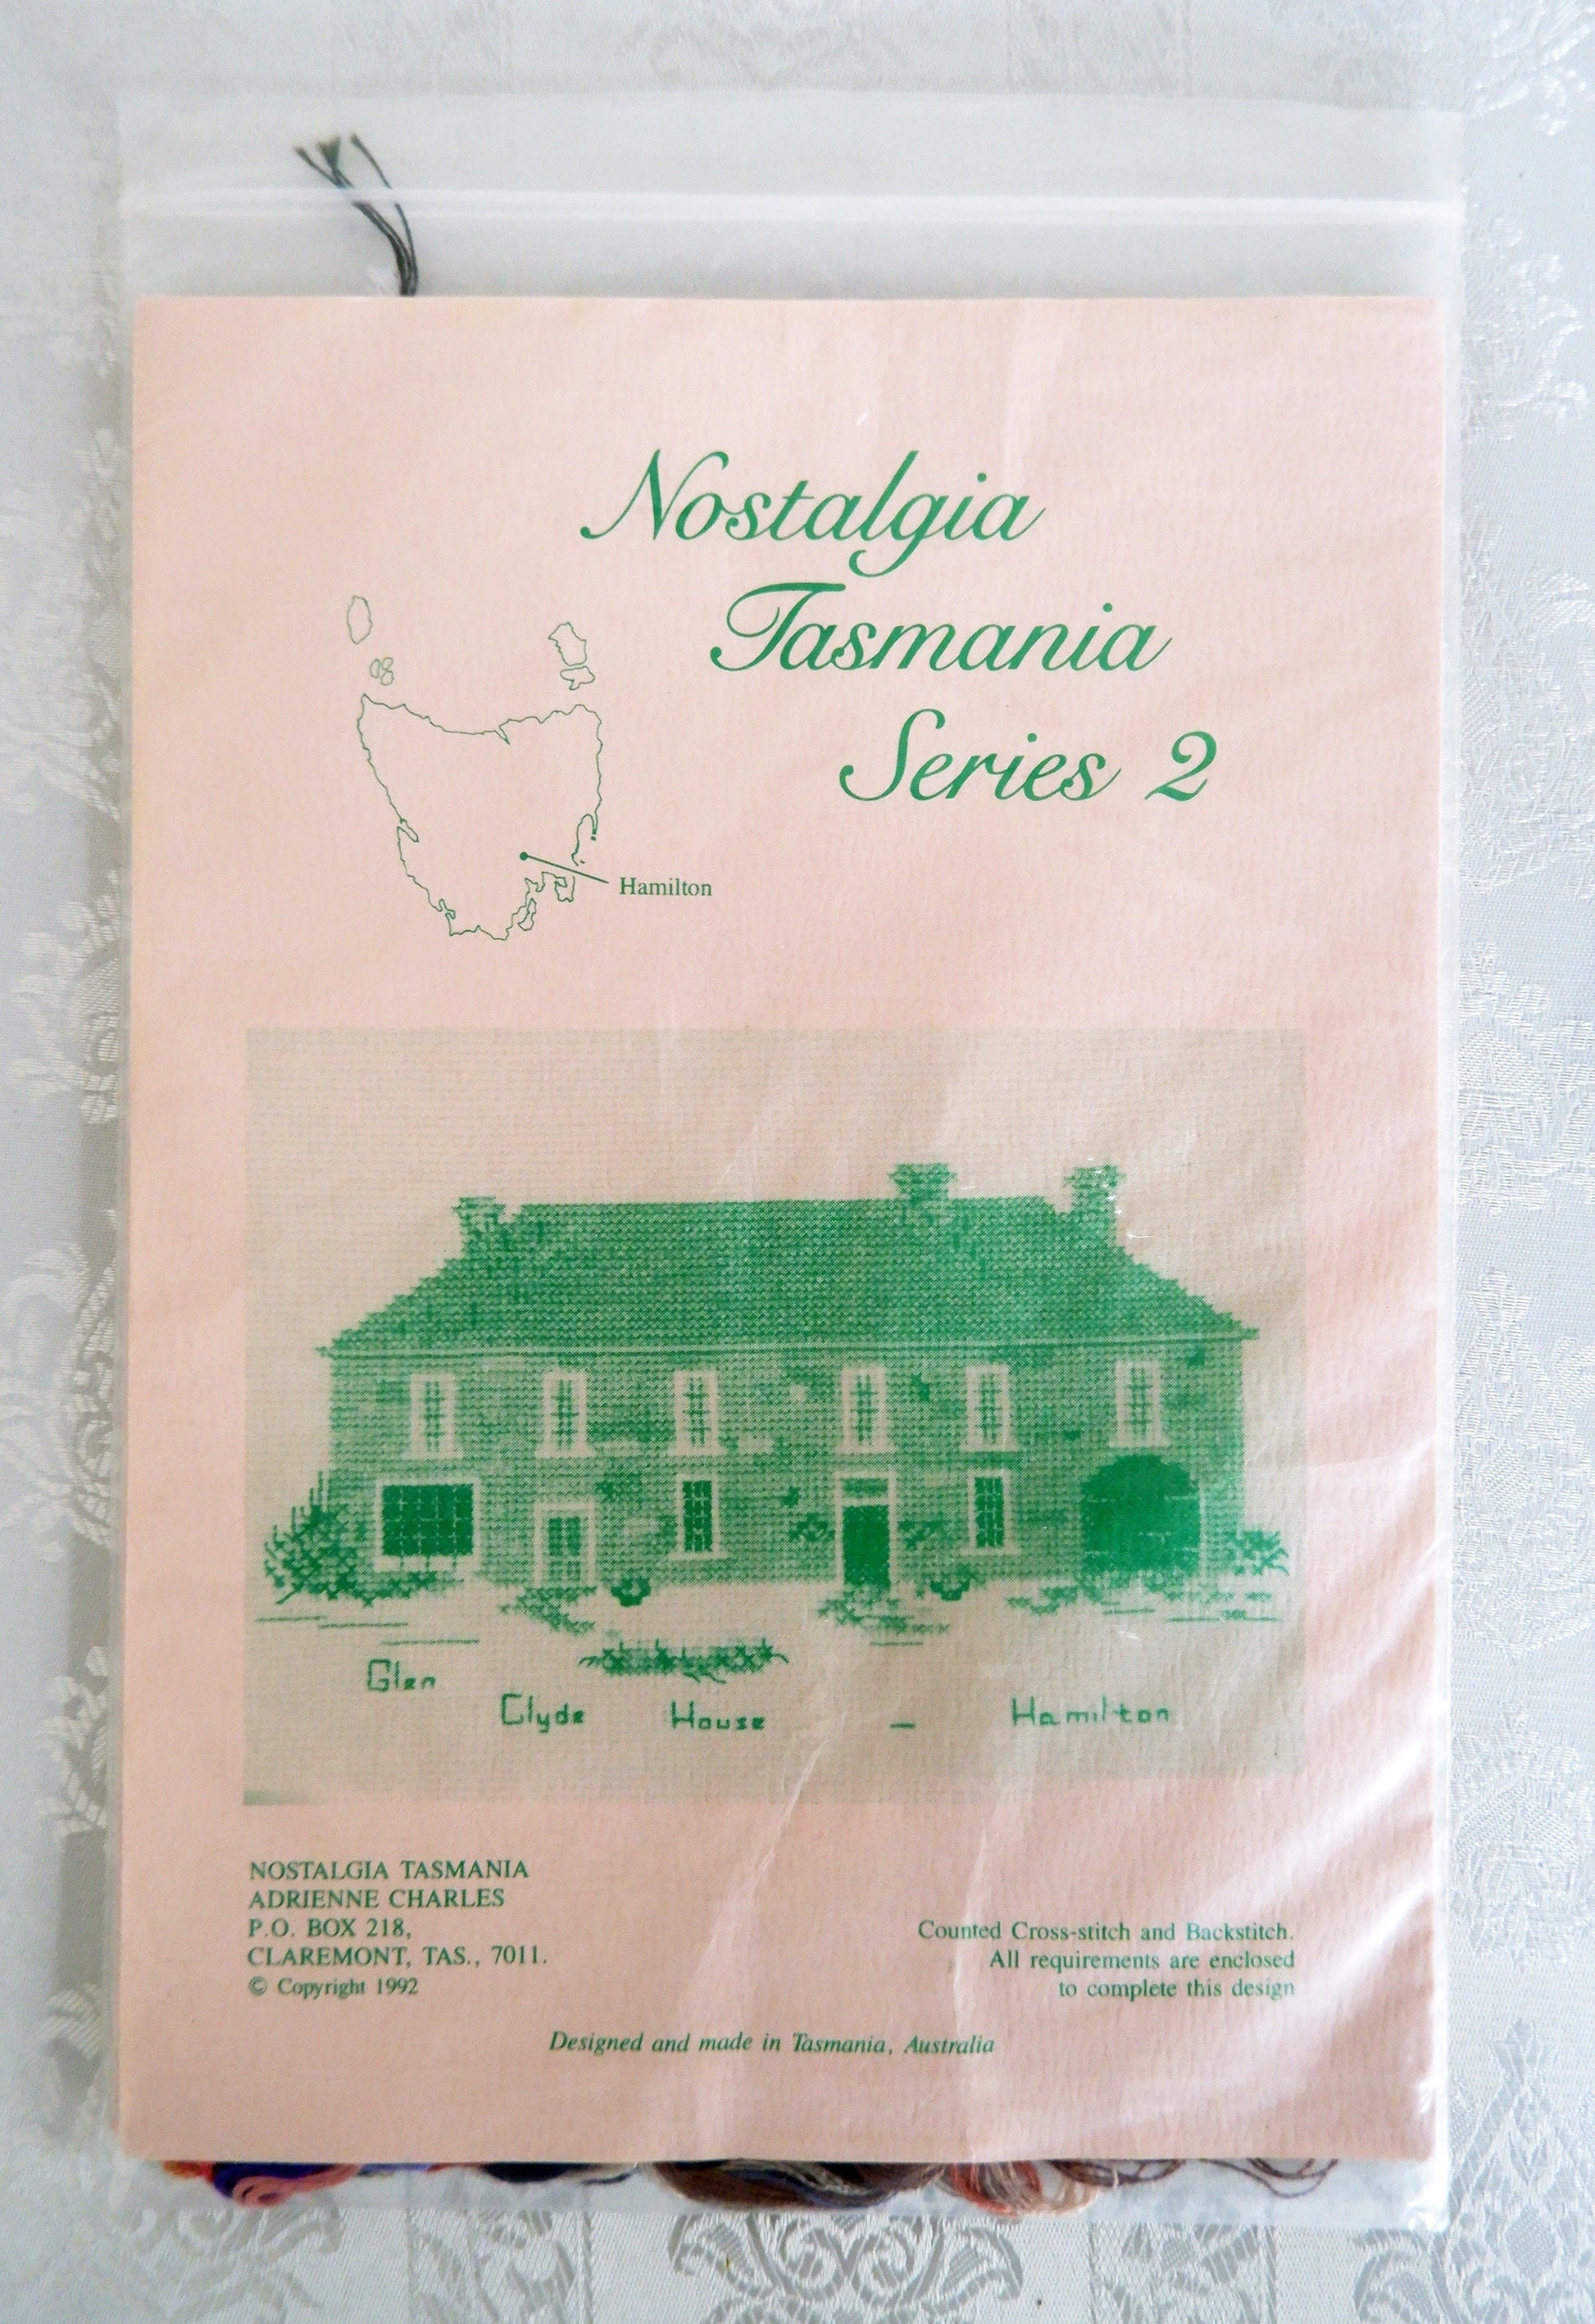 Nostalgia
Tasmania
Series 2
Hamilton
Glen
Clyde House - Hamilton
NOSTALGIA TASMANIA
ADRIENNE CHARLES
P.O. BOX 218,
CLAREMONT, TAS., 7011.
© Copyright 1992
Counted Cross-stitch and Backstitch.
All requirements are enclosed
to complete this design
Designed and made in Tasmania, Australia